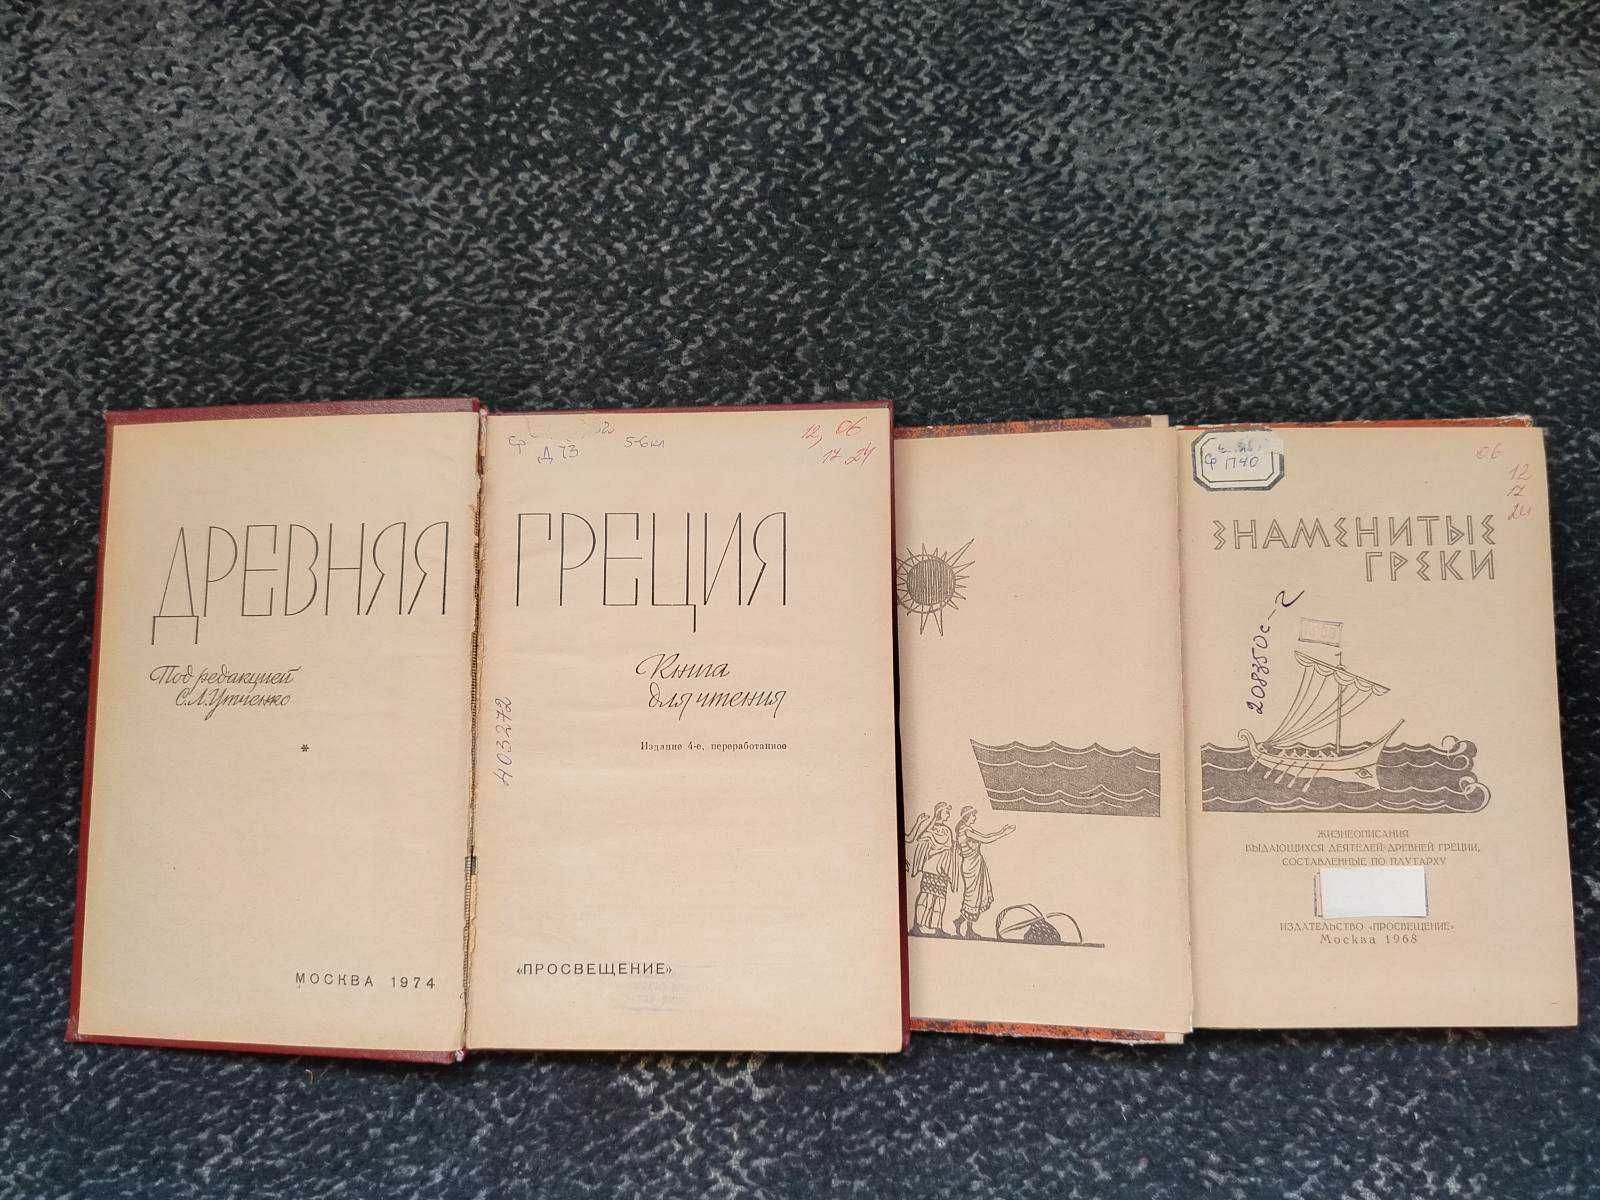 Ср
Д 73
5-6 кл
12, 06
17 24
ДРЕВНЯЯ ГРЕЦИЯ
Под редакцией
С.Л.Утченко
*
Книга
для чтения
Издание 4-е, переработанное
403272
МОСКВА 1974
«ПРОСВЕЩЕНИЕ»
Ср П40
06
12
17
24
ЗНАМЕНИТЫЕ
ГРЕКИ
ЖИЗНЕОПИСАНИЯ
ВЫДАЮЩИХСЯ ДЕЯТЕЛЕЙ ДРЕВНЕЙ ГРЕЦИИ,
СОСТАВЛЕННЫЕ ПО ПЛУТАРХУ
ИЗДАТЕЛЬСТВО «ПРОСВЕЩЕНИЕ»
Москва 1968